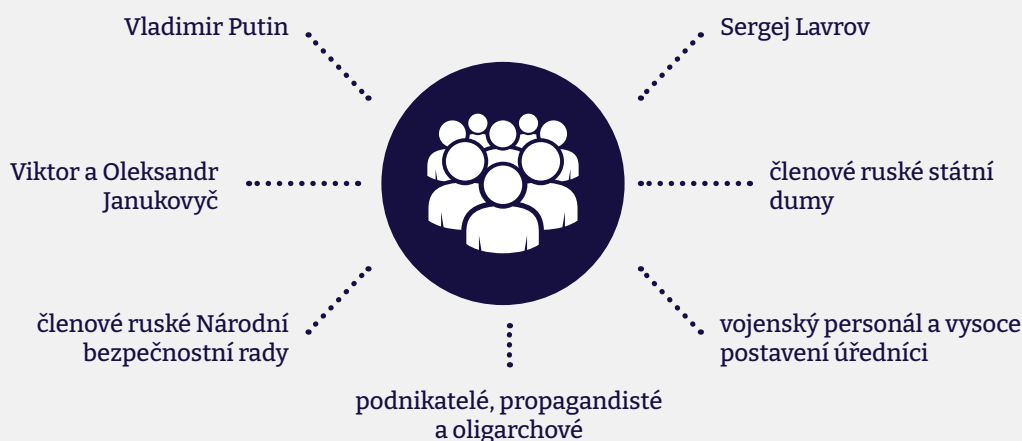 Vladimir Putin
Sergej Lavrov
Viktor a Oleksandr
Janukovyč
členové ruské státní
dumy
členové ruské Národní
bezpečnostní rady
vojenský personál a vysoce
postavení úředníci
podnikatelé, propagandisté
a oligarchové